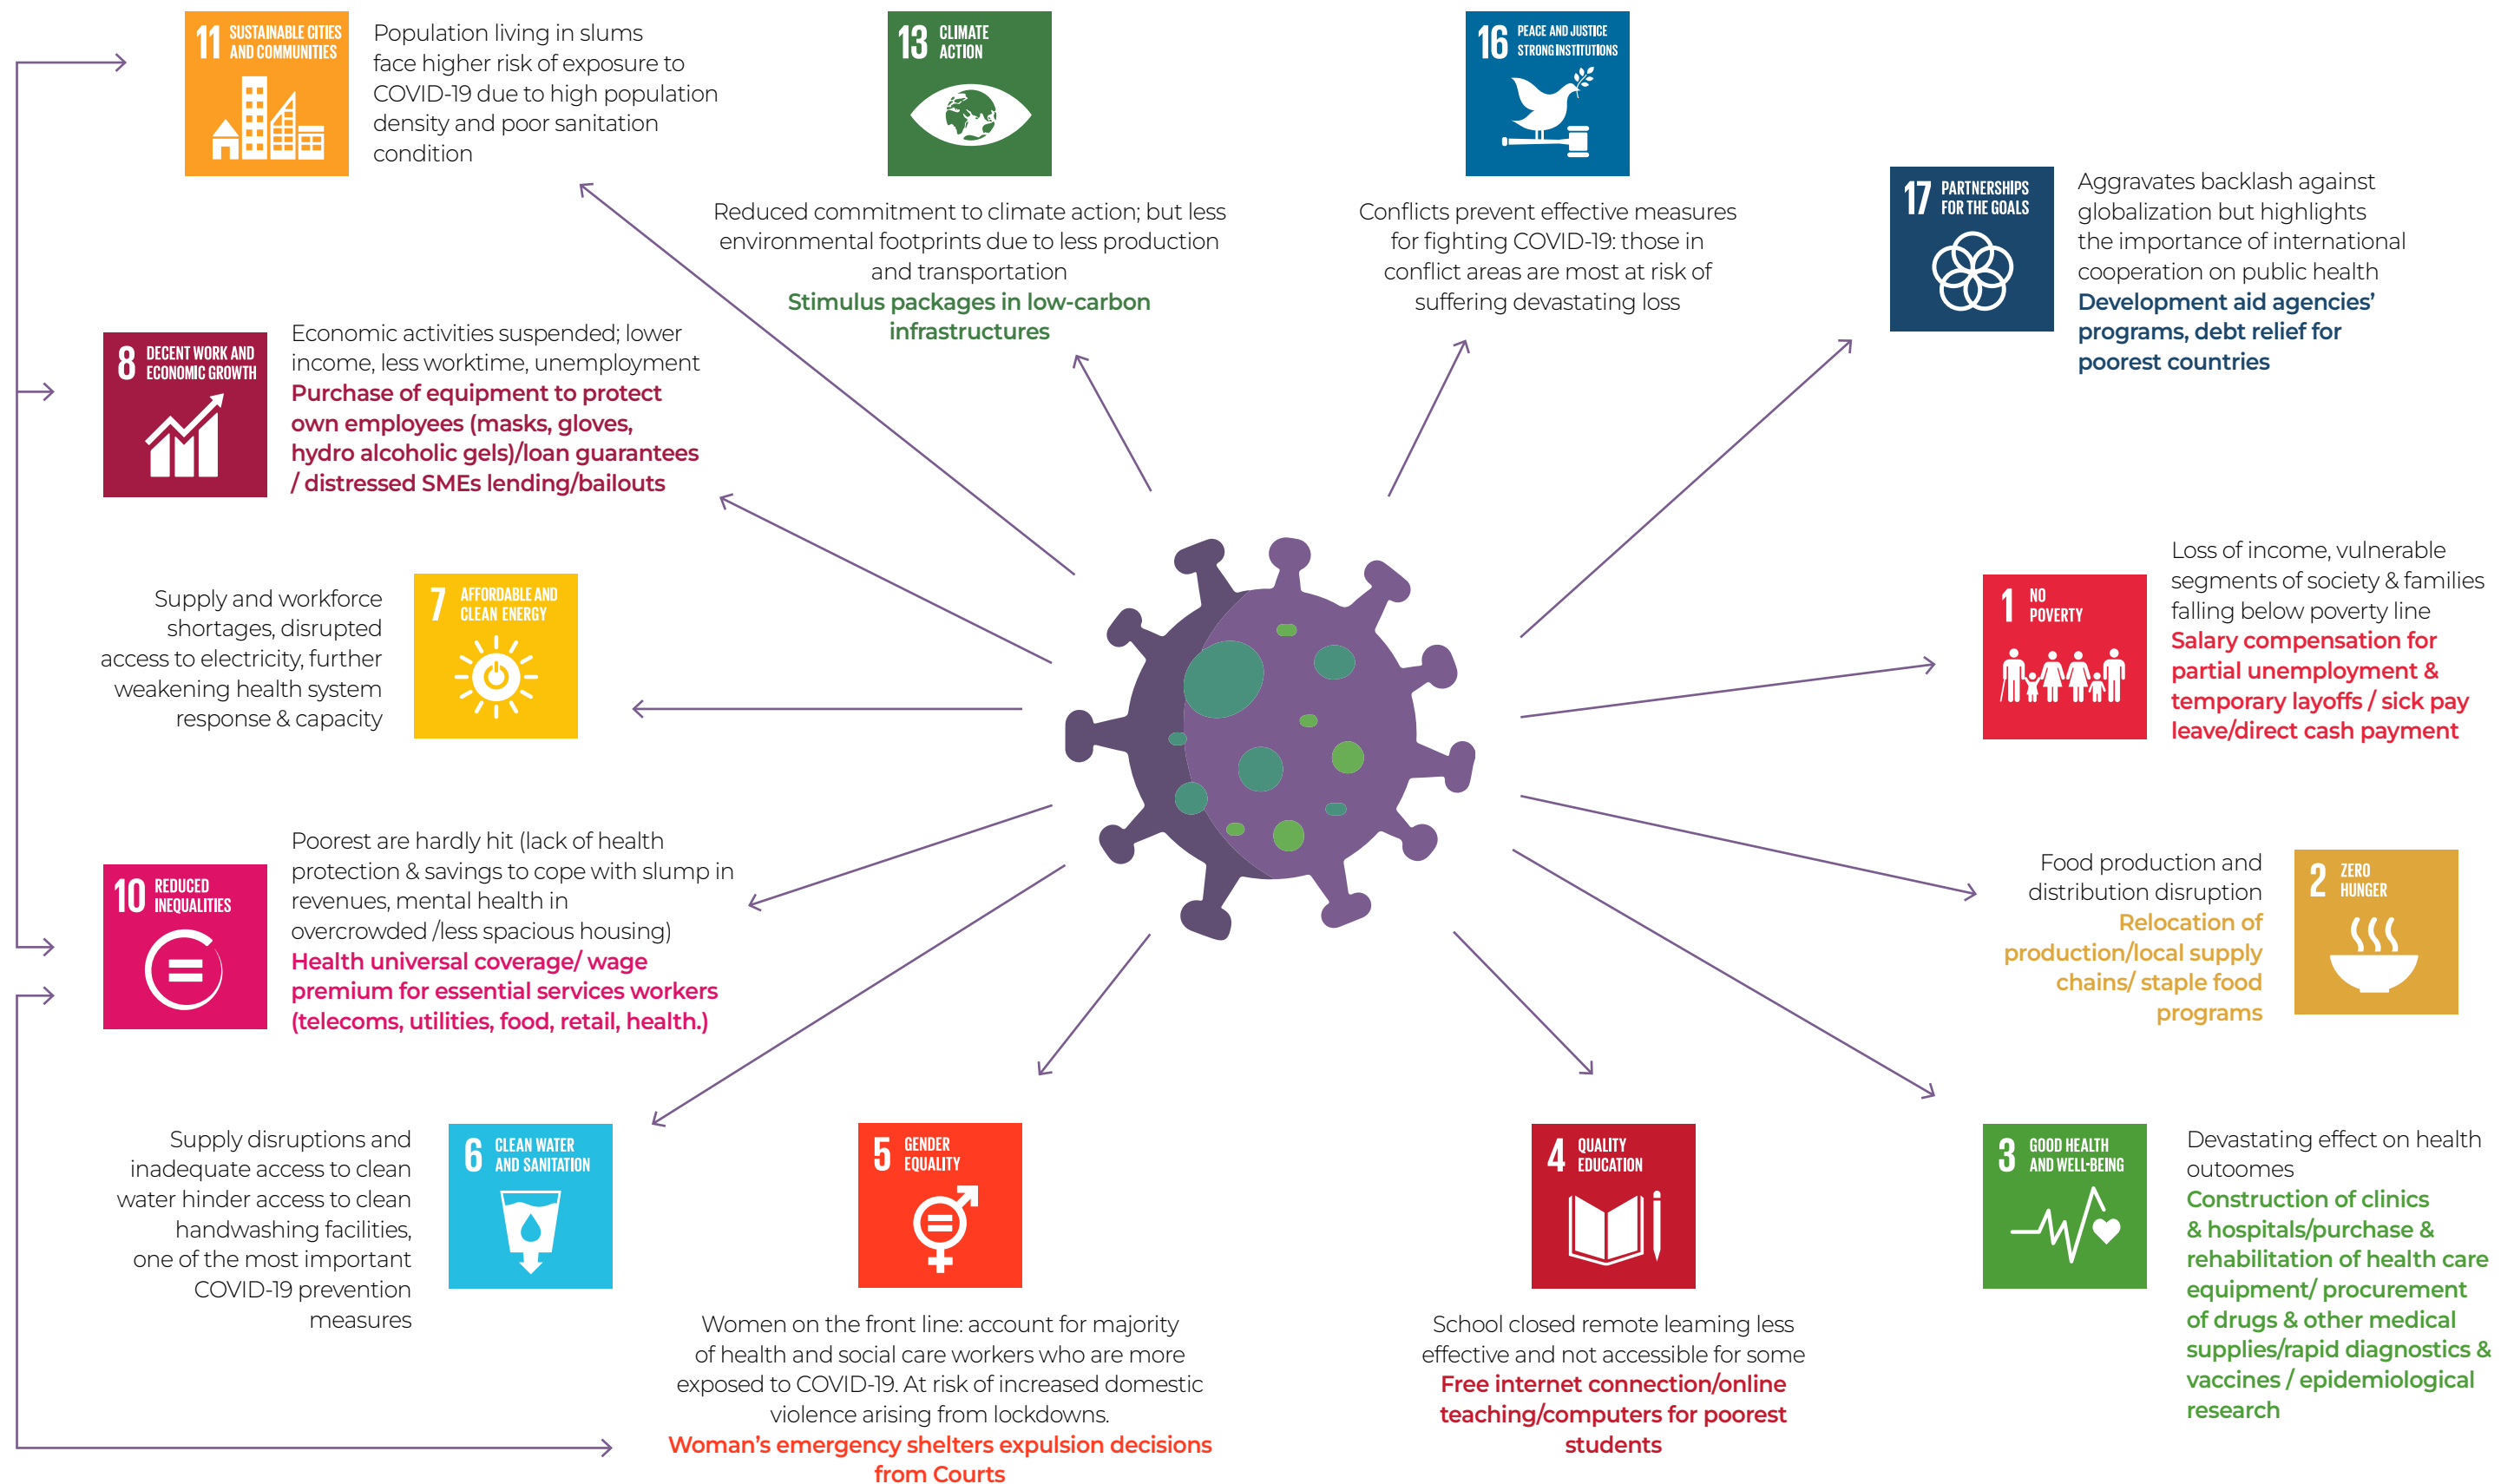 11 SUSTAINABLE CITIES
AND COMMUNITIES
Population living in slums
face higher risk of exposure to
COVID-19 due to high population
density and poor sanitation
condition
13 CLIMATE
ACTION
Reduced commitment to climate action; but less
environmental footprints due to less production
and transportation
Stimulus packages in low-carbon
infrastructures
16 PEACE AND JUSTICE
STRONG INSTITUTIONS
Conflicts prevent effective measures
for fighting COVID-19: those in
conflict areas are most at risk of
suffering devastating loss
17 PARTNERSHIPS
FOR THE GOALS
Aggravates backlash against
globalization but highlights
the importance of international
cooperation on public health
Development aid agencies’
programs, debt relief for
poorest countries
8 DECENT WORK AND
ECONOMIC GROWTH
Economic activities suspended; lower
income, less worktime, unemployment
Purchase of equipment to protect
own employees (masks, gloves,
hydro alcoholic gels)/loan guarantees
/ distressed SMEs lending/bailouts
Supply and workforce
shortages, disrupted
access to electricity, further
weakening health system
response & capacity
7 AFFORDABLE AND
CLEAN ENERGY
1 NO
POVERTY
Loss of income, vulnerable
segments of society & families
falling below poverty line
Salary compensation for
partial unemployment &
temporary layoffs / sick pay
leave/direct cash payment
10 REDUCED
INEQUALITIES
Poorest are hardly hit (lack of health
protection & savings to cope with slump in
revenues, mental health in
overcrowded /less spacious housing)
Health universal coverage/ wage
premium for essential services workers
(telecoms, utilities, food, retail, health.)
Food production and
distribution disruption
Relocation of
production/local supply
chains/ staple food
programs
2 ZERO
HUNGER
Supply disruptions and
inadequate access to clean
water hinder access to clean
handwashing facilities,
one of the most important
COVID-19 prevention
measures
6 CLEAN WATER
AND SANITATION
5 GENDER
EQUALITY
Women on the front line: account for majority
of health and social care workers who are more
exposed to COVID-19. At risk of increased domestic
violence arising from lockdowns.
Woman’s emergency shelters expulsion decisions
from Courts
4 QUALITY
EDUCATION
School closed remote leaming less
effective and not accessible for some
Free internet connection/online
teaching/computers for poorest
students
3 GOOD HEALTH
AND WELL-BEING
Devastating effect on health
outoomes
Construction of clinics
& hospitals/purchase &
rehabilitation of health care
equipment/ procurement
of drugs & other medical
supplies/rapid diagnostics &
vaccines / epidemiological
research